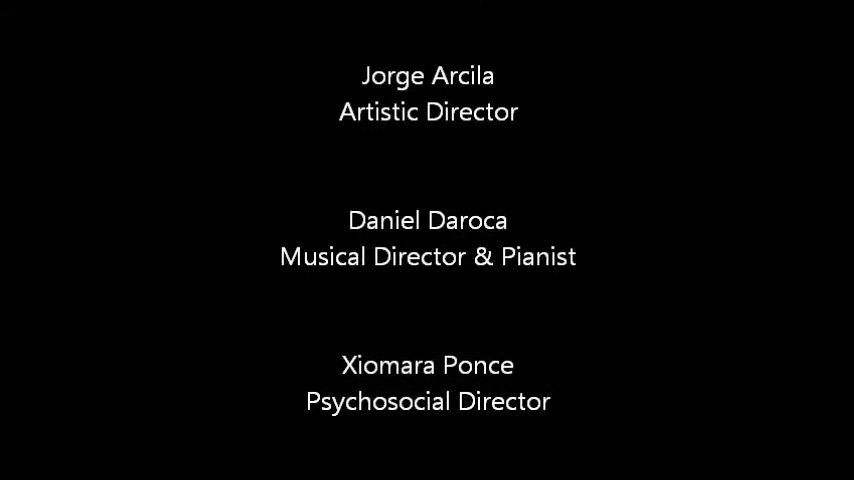 Jorge Arcila
Artistic Director
Daniel Daroca
Musical Director & Pianist
Xiomara Ponce
Psychosocial Director